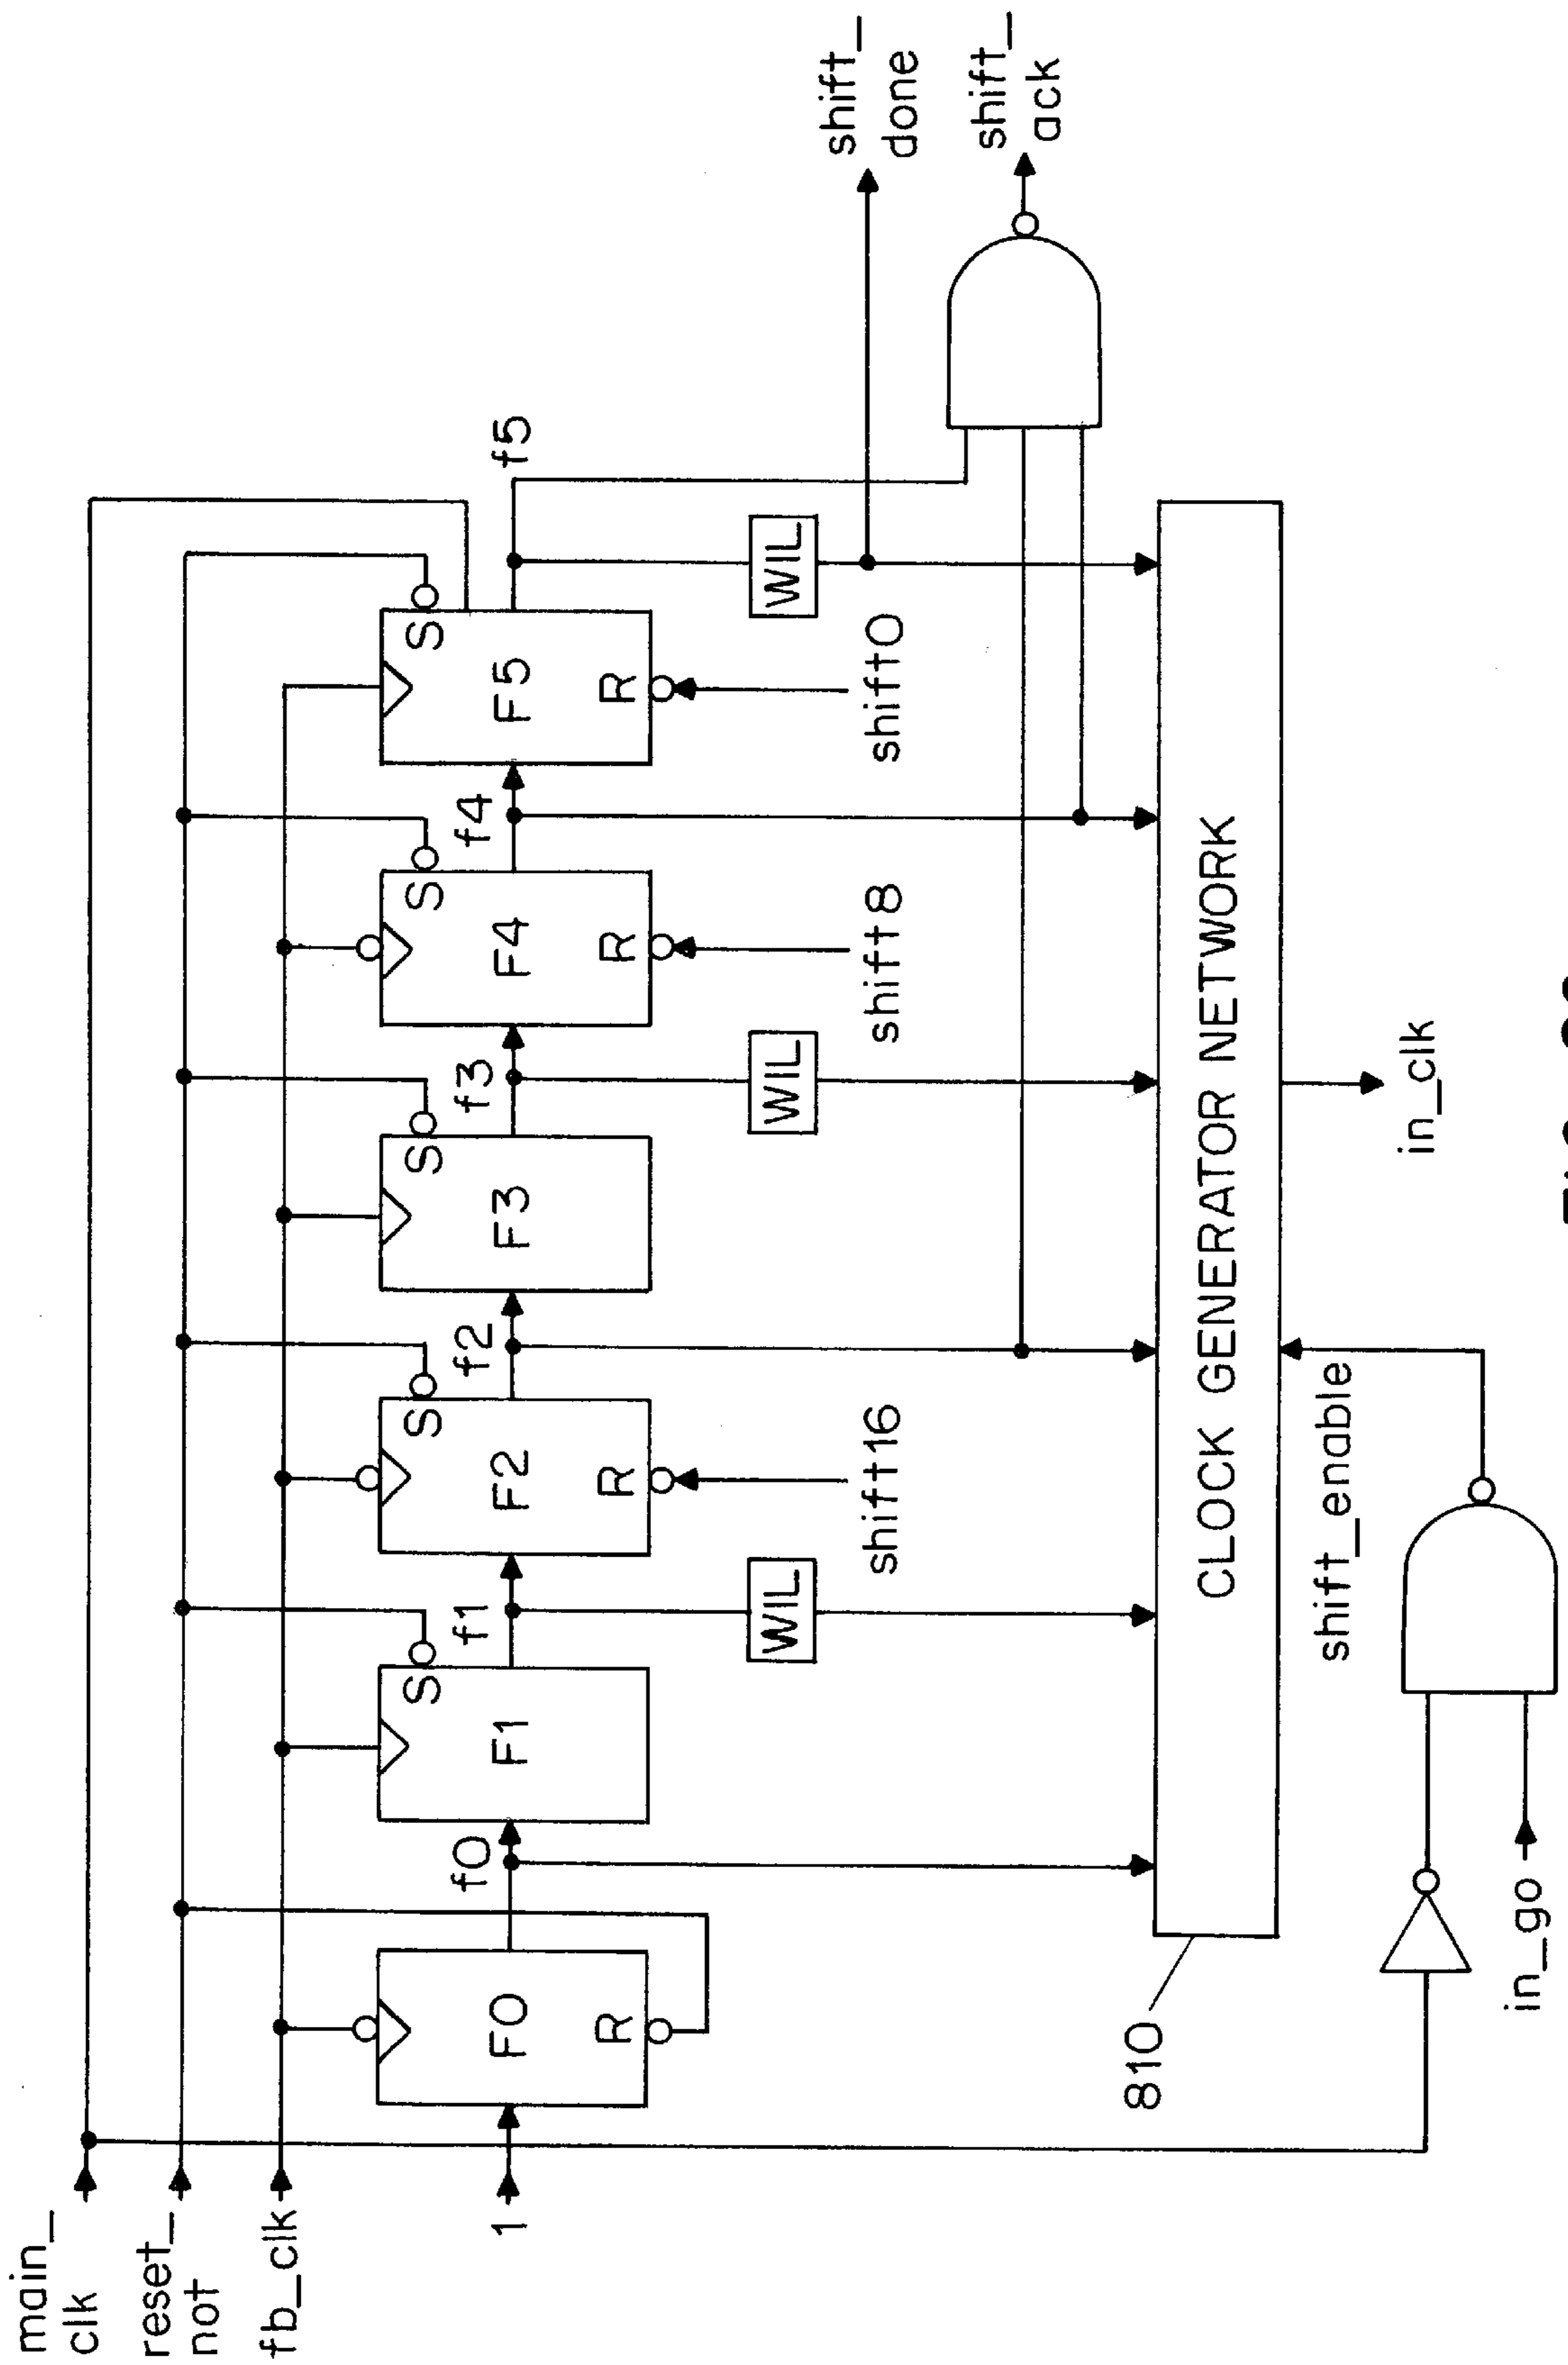 main_
clk
reset_
not
fb_clk
1
F0
R
f0
F1
S
f1
F2
S
R
f2
F3
S
f3
F4
S
R
f4
F5
S
R
f5
WIL
WIL
WIL
shift16
shift8
shift0
shift_
done
shift_
ack
810
CLOCK GENERATOR NETWORK
shift_enable
in_go
in_clk